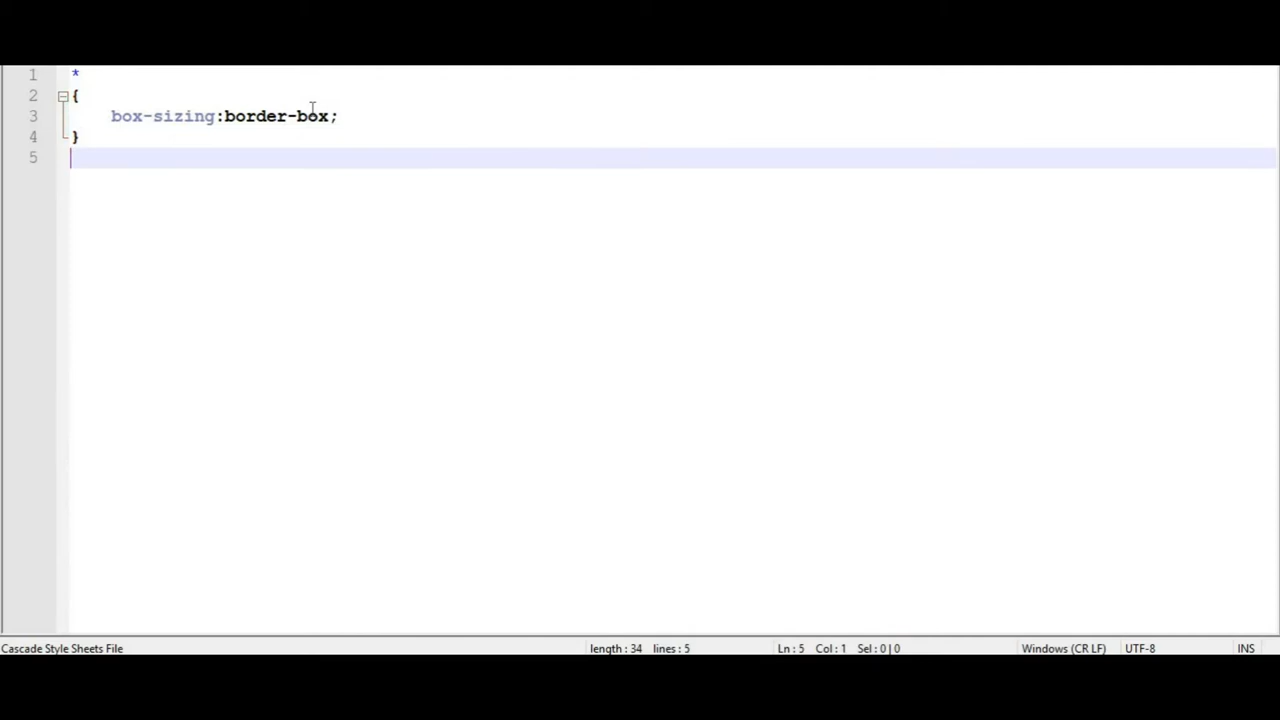 1 *
2 {
3 box-sizing:border-box;
4 }
5
Cascade Style Sheets File length : 34 lines : 5 Ln : 5 Col : 1 Sel : 0 | 0 Windows (CR LF) UTF-8 INS